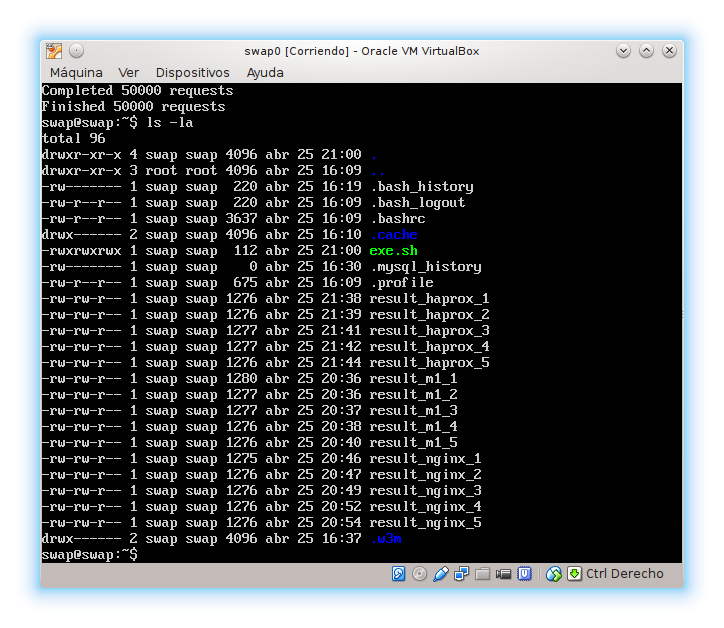 swap0 [Corriendo] - Oracle VM VirtualBox
Máquina Ver Dispositivos Ayuda
Completed 50000 requests
Finished 50000 requests
swap@swap:~$ ls -la
total 96
drwxr-xr-x 4 swap swap 4096 abr 25 21:00 .
drwxr-xr-x 3 root root 4096 abr 25 16:09 ..
-rw------- 1 swap swap  220 abr 25 16:19 .bash_history
-rw-r--r-- 1 swap swap  220 abr 25 16:09 .bash_logout
-rw-r--r-- 1 swap swap 3637 abr 25 16:09 .bashrc
drwx------ 2 swap swap 4096 abr 25 16:10 .cache
-rwxrwxrwx 1 swap swap  112 abr 25 21:00 exe.sh
-rw------- 1 swap swap    0 abr 25 16:30 .mysql_history
-rw-r--r-- 1 swap swap  675 abr 25 16:09 .profile
-rw-rw-r-- 1 swap swap 1276 abr 25 21:38 result_haprox_1
-rw-rw-r-- 1 swap swap 1276 abr 25 21:39 result_haprox_2
-rw-rw-r-- 1 swap swap 1277 abr 25 21:41 result_haprox_3
-rw-rw-r-- 1 swap swap 1277 abr 25 21:42 result_haprox_4
-rw-rw-r-- 1 swap swap 1276 abr 25 21:44 result_haprox_5
-rw-rw-r-- 1 swap swap 1280 abr 25 20:36 result_m1_1
-rw-rw-r-- 1 swap swap 1277 abr 25 20:36 result_m1_2
-rw-rw-r-- 1 swap swap 1277 abr 25 20:37 result_m1_3
-rw-rw-r-- 1 swap swap 1276 abr 25 20:38 result_m1_4
-rw-rw-r-- 1 swap swap 1276 abr 25 20:40 result_m1_5
-rw-rw-r-- 1 swap swap 1275 abr 25 20:46 result_nginx_1
-rw-rw-r-- 1 swap swap 1276 abr 25 20:47 result_nginx_2
-rw-rw-r-- 1 swap swap 1276 abr 25 20:49 result_nginx_3
-rw-rw-r-- 1 swap swap 1276 abr 25 20:52 result_nginx_4
-rw-rw-r-- 1 swap swap 1276 abr 25 20:54 result_nginx_5
drwx------ 2 swap swap 4096 abr 25 16:37 .w3m
swap@swap:~$
Ctrl Derecho